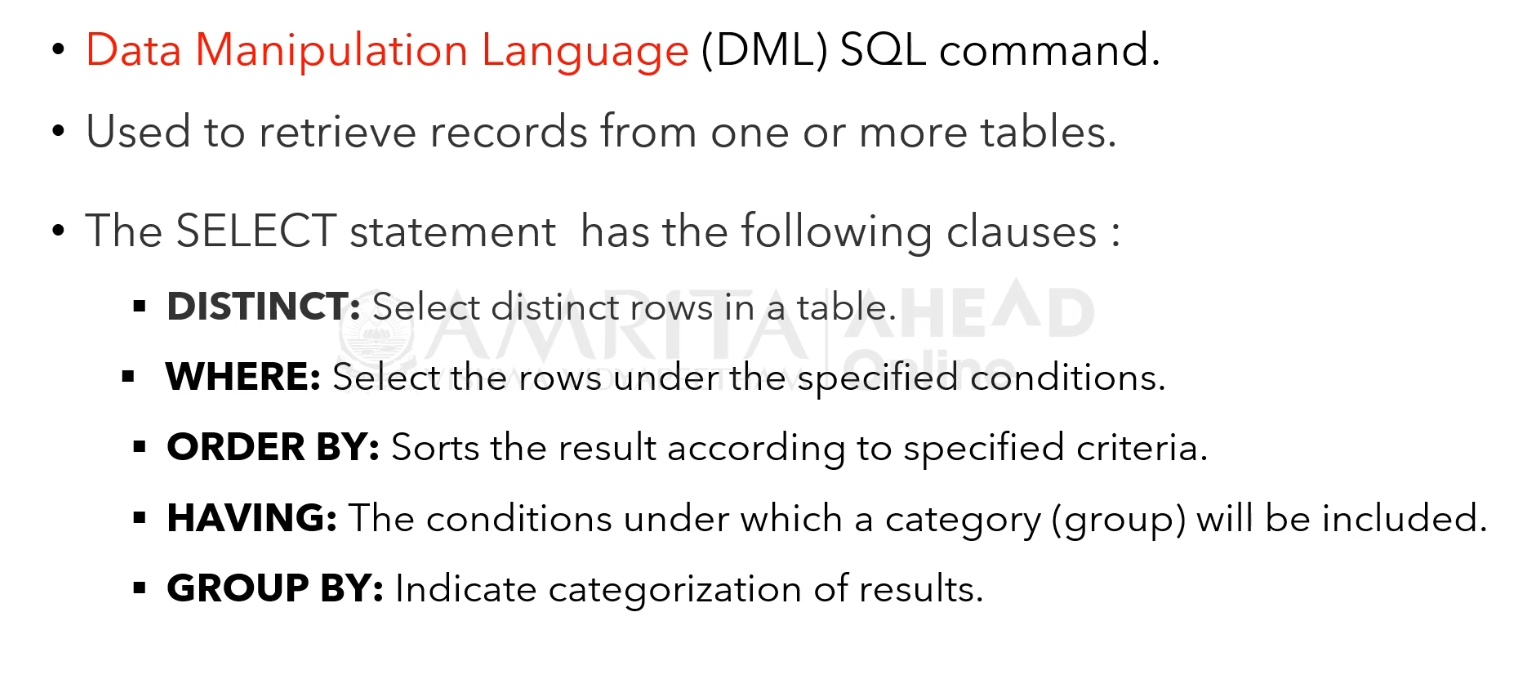 • Data Manipulation Language (DML) SQL command.
• Used to retrieve records from one or more tables.
• The SELECT statement has the following clauses :
▪ DISTINCT: Select distinct rows in a table.
AMRITA AHEAD
▪ WHERE: Select the rows under the specified conditions.
VISHWA VIDYAPEETHAM Online
▪ ORDER BY: Sorts the result according to specified criteria.
▪ HAVING: The conditions under which a category (group) will be included.
▪ GROUP BY: Indicate categorization of results.